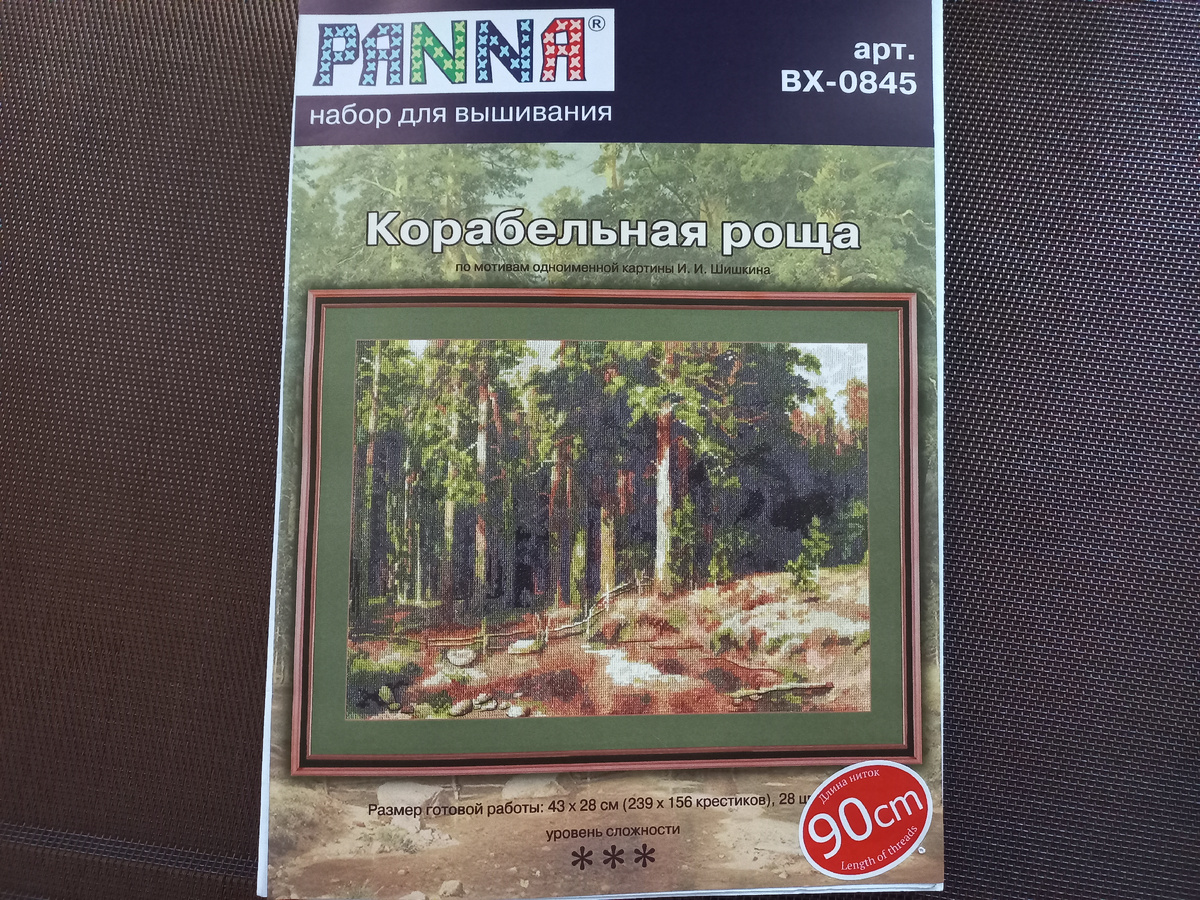 PANNA®
набор для вышивания
арт.
ВХ-0845
Корабельная роща
по мотивам одноименной картины И. И. Шишкина
Размер готовой работы: 43 х 28 см (239 х 156 крестиков), 28
уровень сложности
***
Длина ниток
90cm
Length of threads